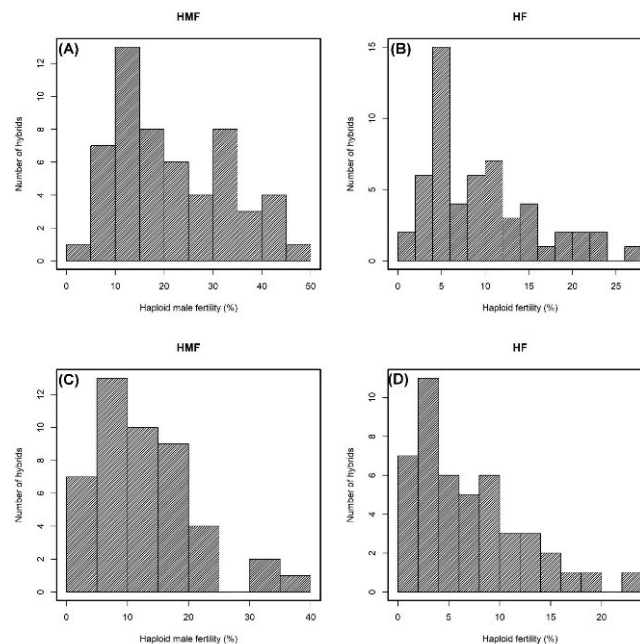 HMF
(A)
Number of hybrids
0 2 4 6 8 10 12
0 10 20 30 40 50
Haploid male fertility (%)
HF
(B)
Number of hybrids
0 5 10 15
0 5 10 15 20 25
Haploid fertility (%)
HMF
(C)
Number of hybrids
0 2 4 6 8 10 12
0 10 20 30 40
Haploid male fertility (%)
HF
(D)
Number of hybrids
0 2 4 6 8 10
0 5 10 15 20
Haploid fertility (%)